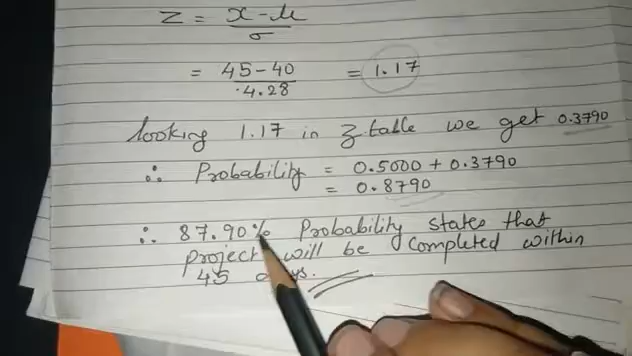 Z = x - μ / σ
= 45 - 40 / 4.28 = 1.17
looking 1.17 in z table we get 0.3790
∴ Probability = 0.5000 + 0.3790
= 0.8790
∴ 87.90% Probability states that
project will be completed within
45